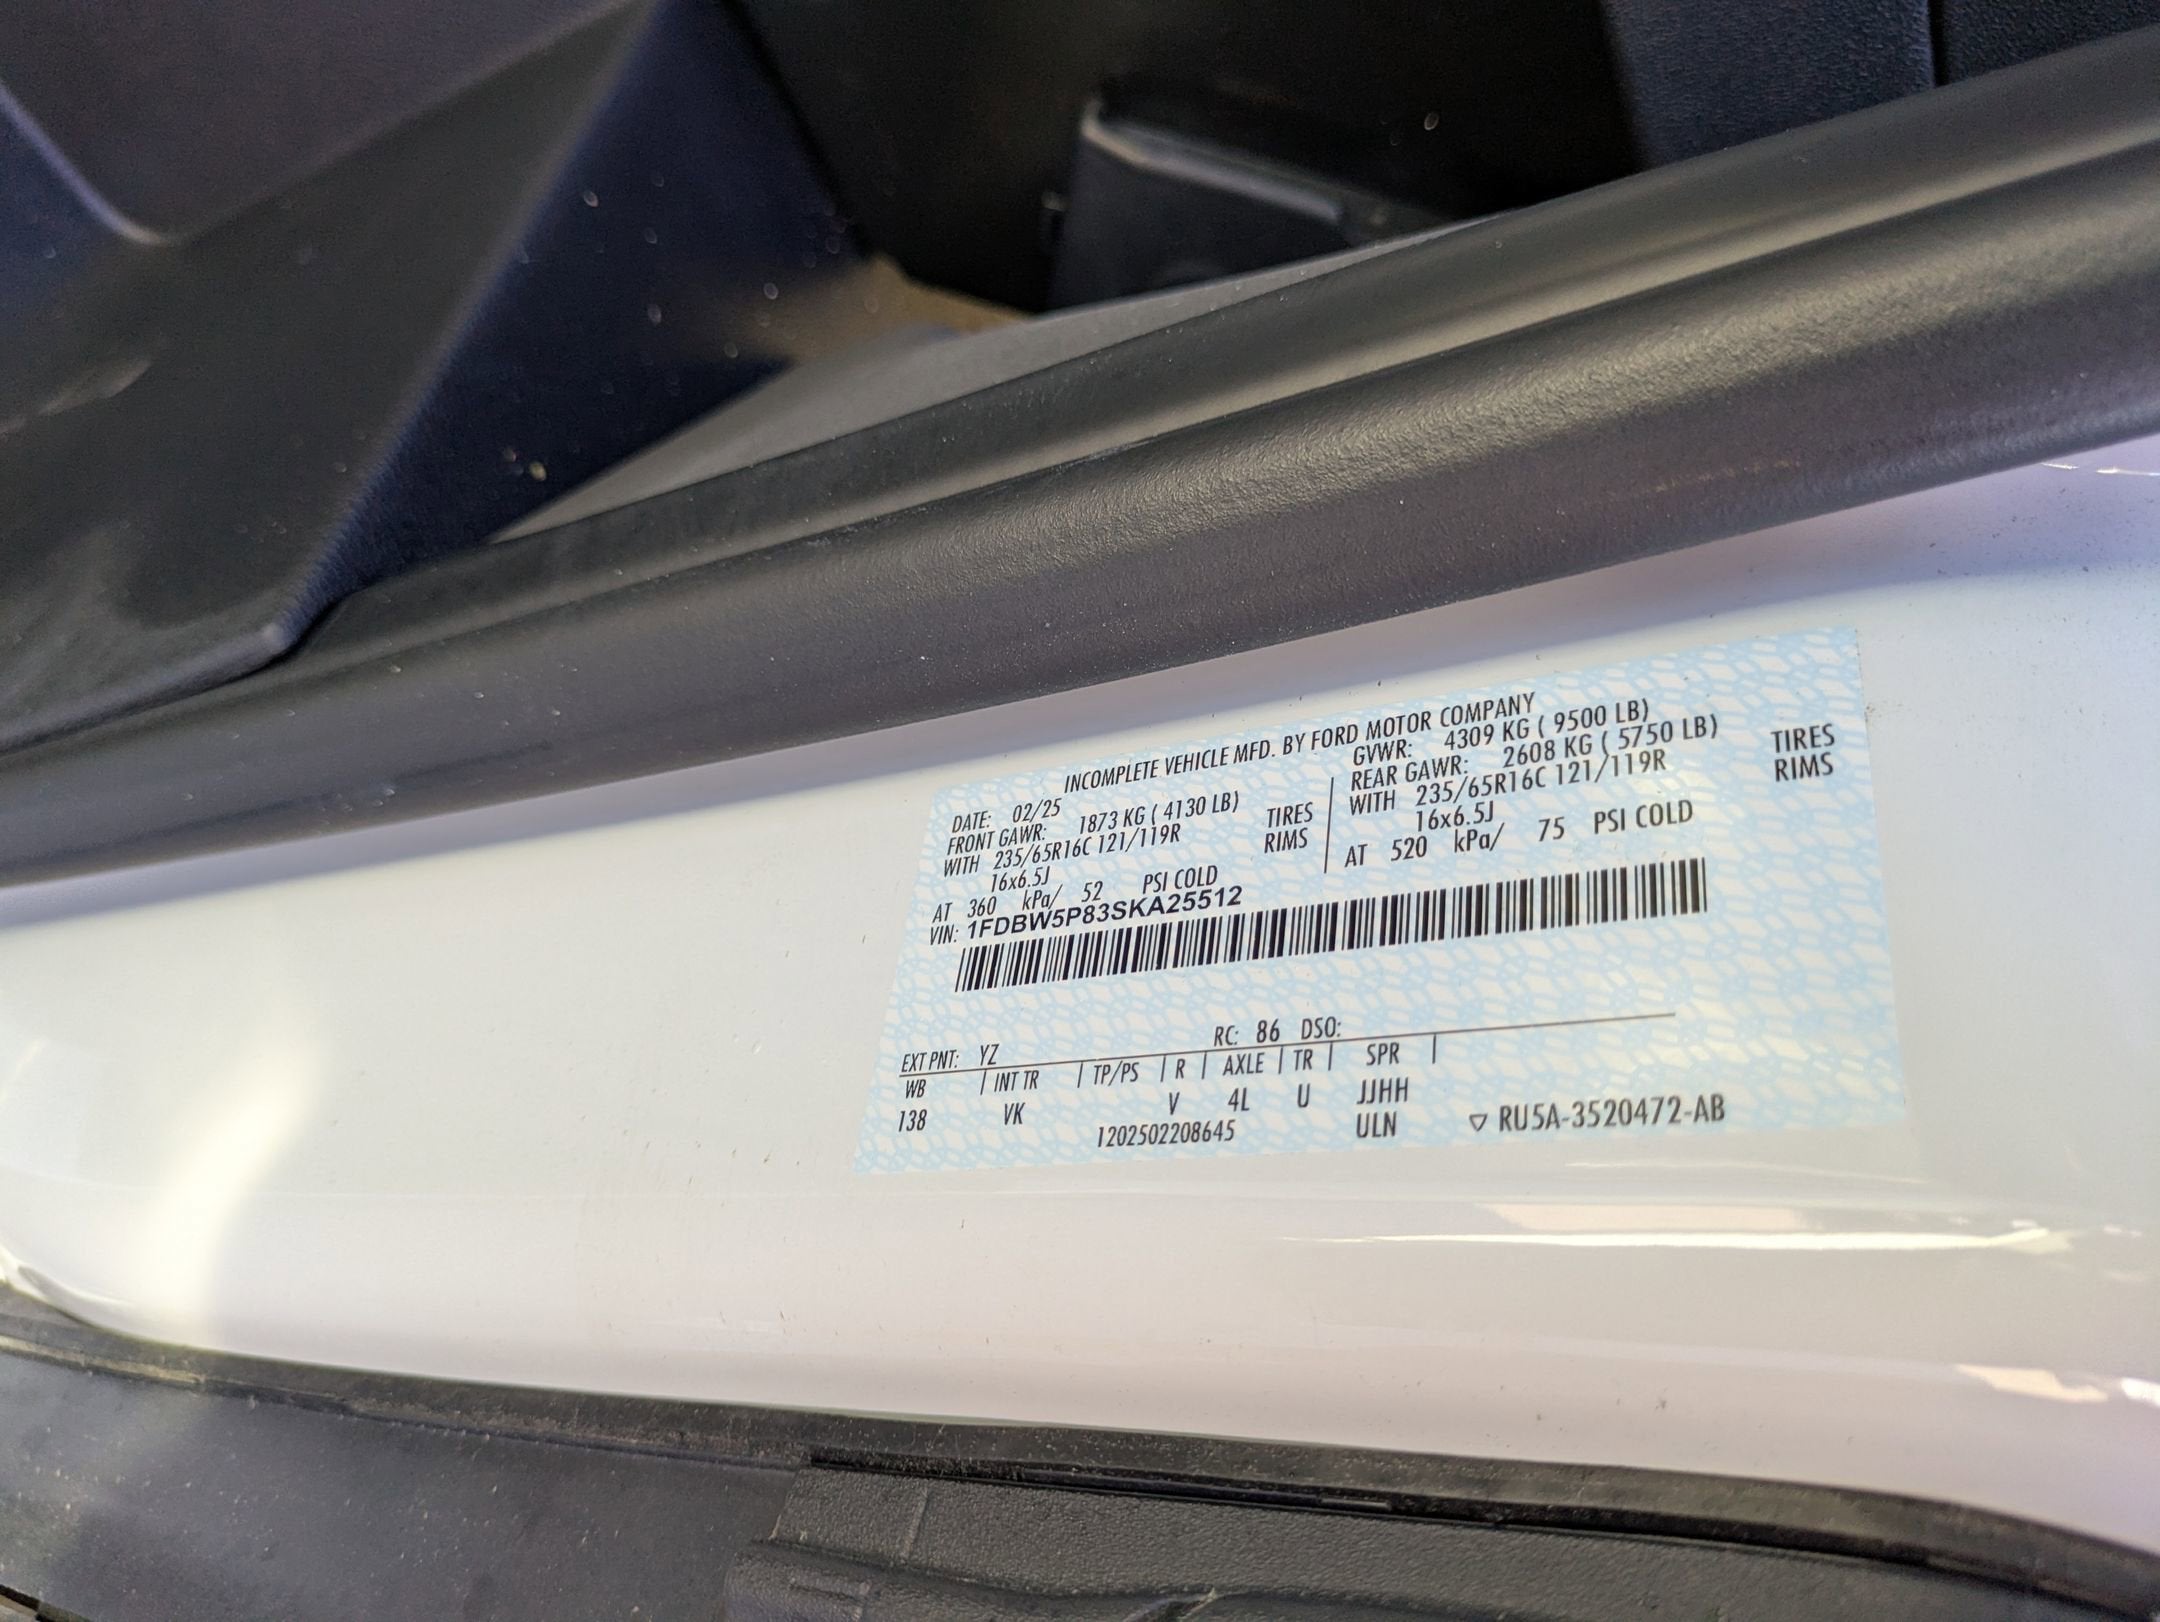 INCOMPLETE VEHICLE MFD. BY FORD MOTOR COMPANY
DATE: 02/25 GVWR: 4309 KG ( 9500 LB)
FRONT GAWR: 1873 KG ( 4130 LB) REAR GAWR: 2608 KG ( 5750 LB)
WITH 235/65R16C 121/119R TIRES WITH 235/65R16C 121/119R TIRES
16x6.5J RIMS 16x6.5J RIMS
AT 360 kPa/ 52 PSI COLD AT 520 kPa/ 75 PSI COLD
VIN: 1FDBW5P83SKA25512
EXT PNT: YZ RC: 86 DSO:
WB | INT TR | TP/PS | R | AXLE | TR | SPR |
138 VK V 4L U JJHH
1202502208645 ULN ▽ RU5A-3520472-AB